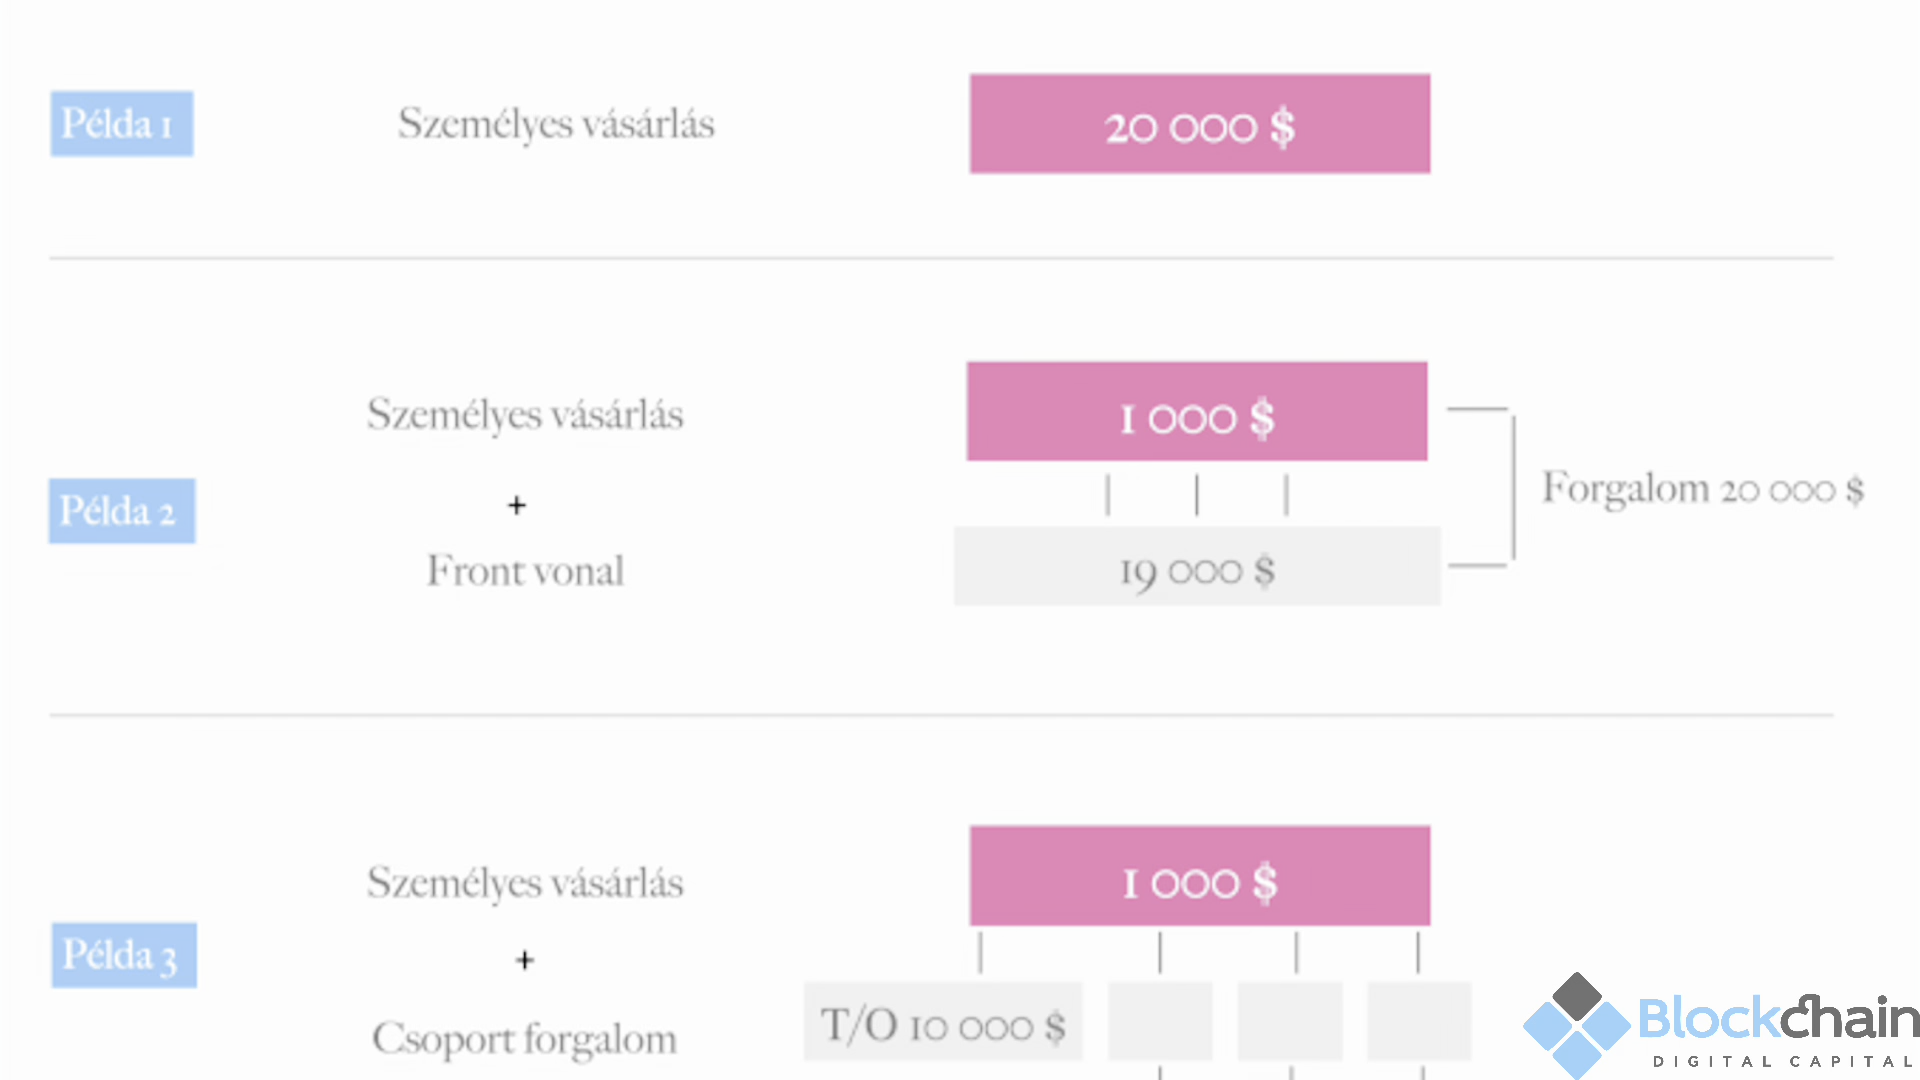 Példa 1
Személyes vásárlás
20 000 $
Személyes vásárlás
1 000 $
Példa 2
+
Forgalom 20 000 $
Front vonal
19 000 $
Személyes vásárlás
1 000 $
Példa 3
+
Csoport forgalom
T/O 10 000 $
Blockchain
DIGITAL CAPITAL